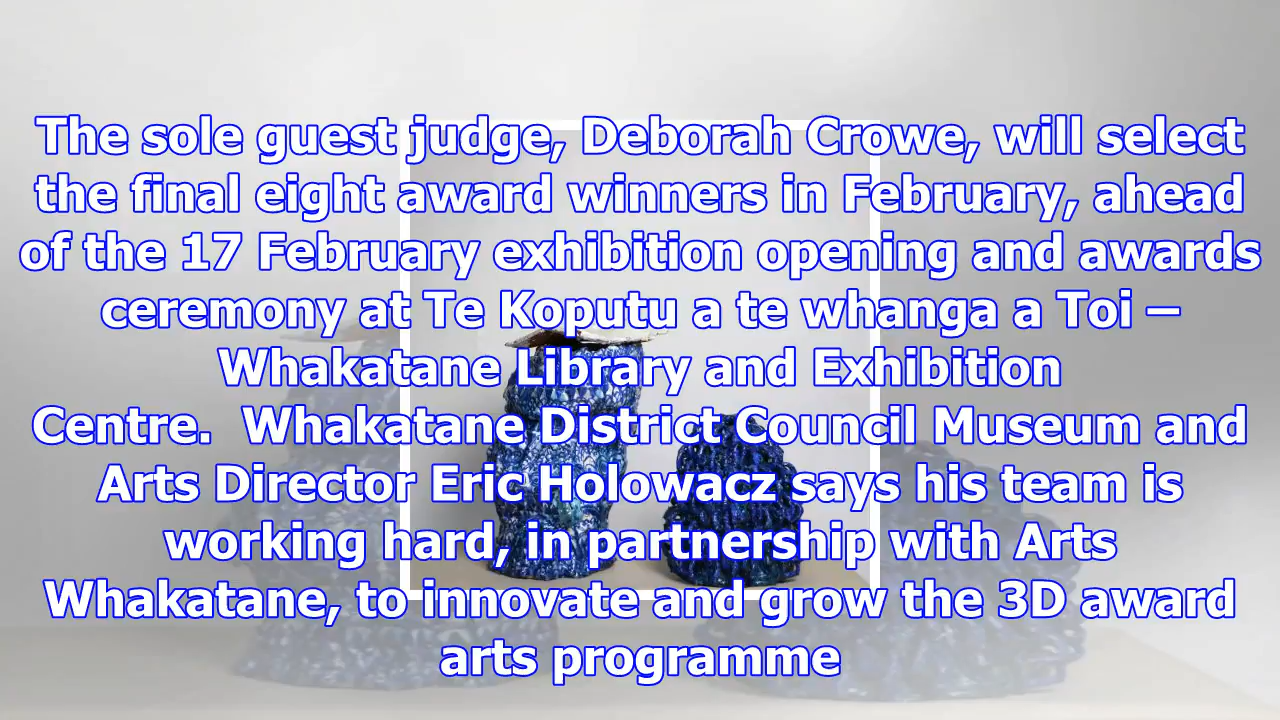 The sole guest judge, Deborah Crowe, will select
the final eight award winners in February, ahead
of the 17 February exhibition opening and awards
ceremony at Te Koputu a te whanga a Toi –
Whakatane Library and Exhibition
Centre.  Whakatane District Council Museum and
Arts Director Eric Holowacz says his team is
working hard, in partnership with Arts
Whakatane, to innovate and grow the 3D award
arts programme